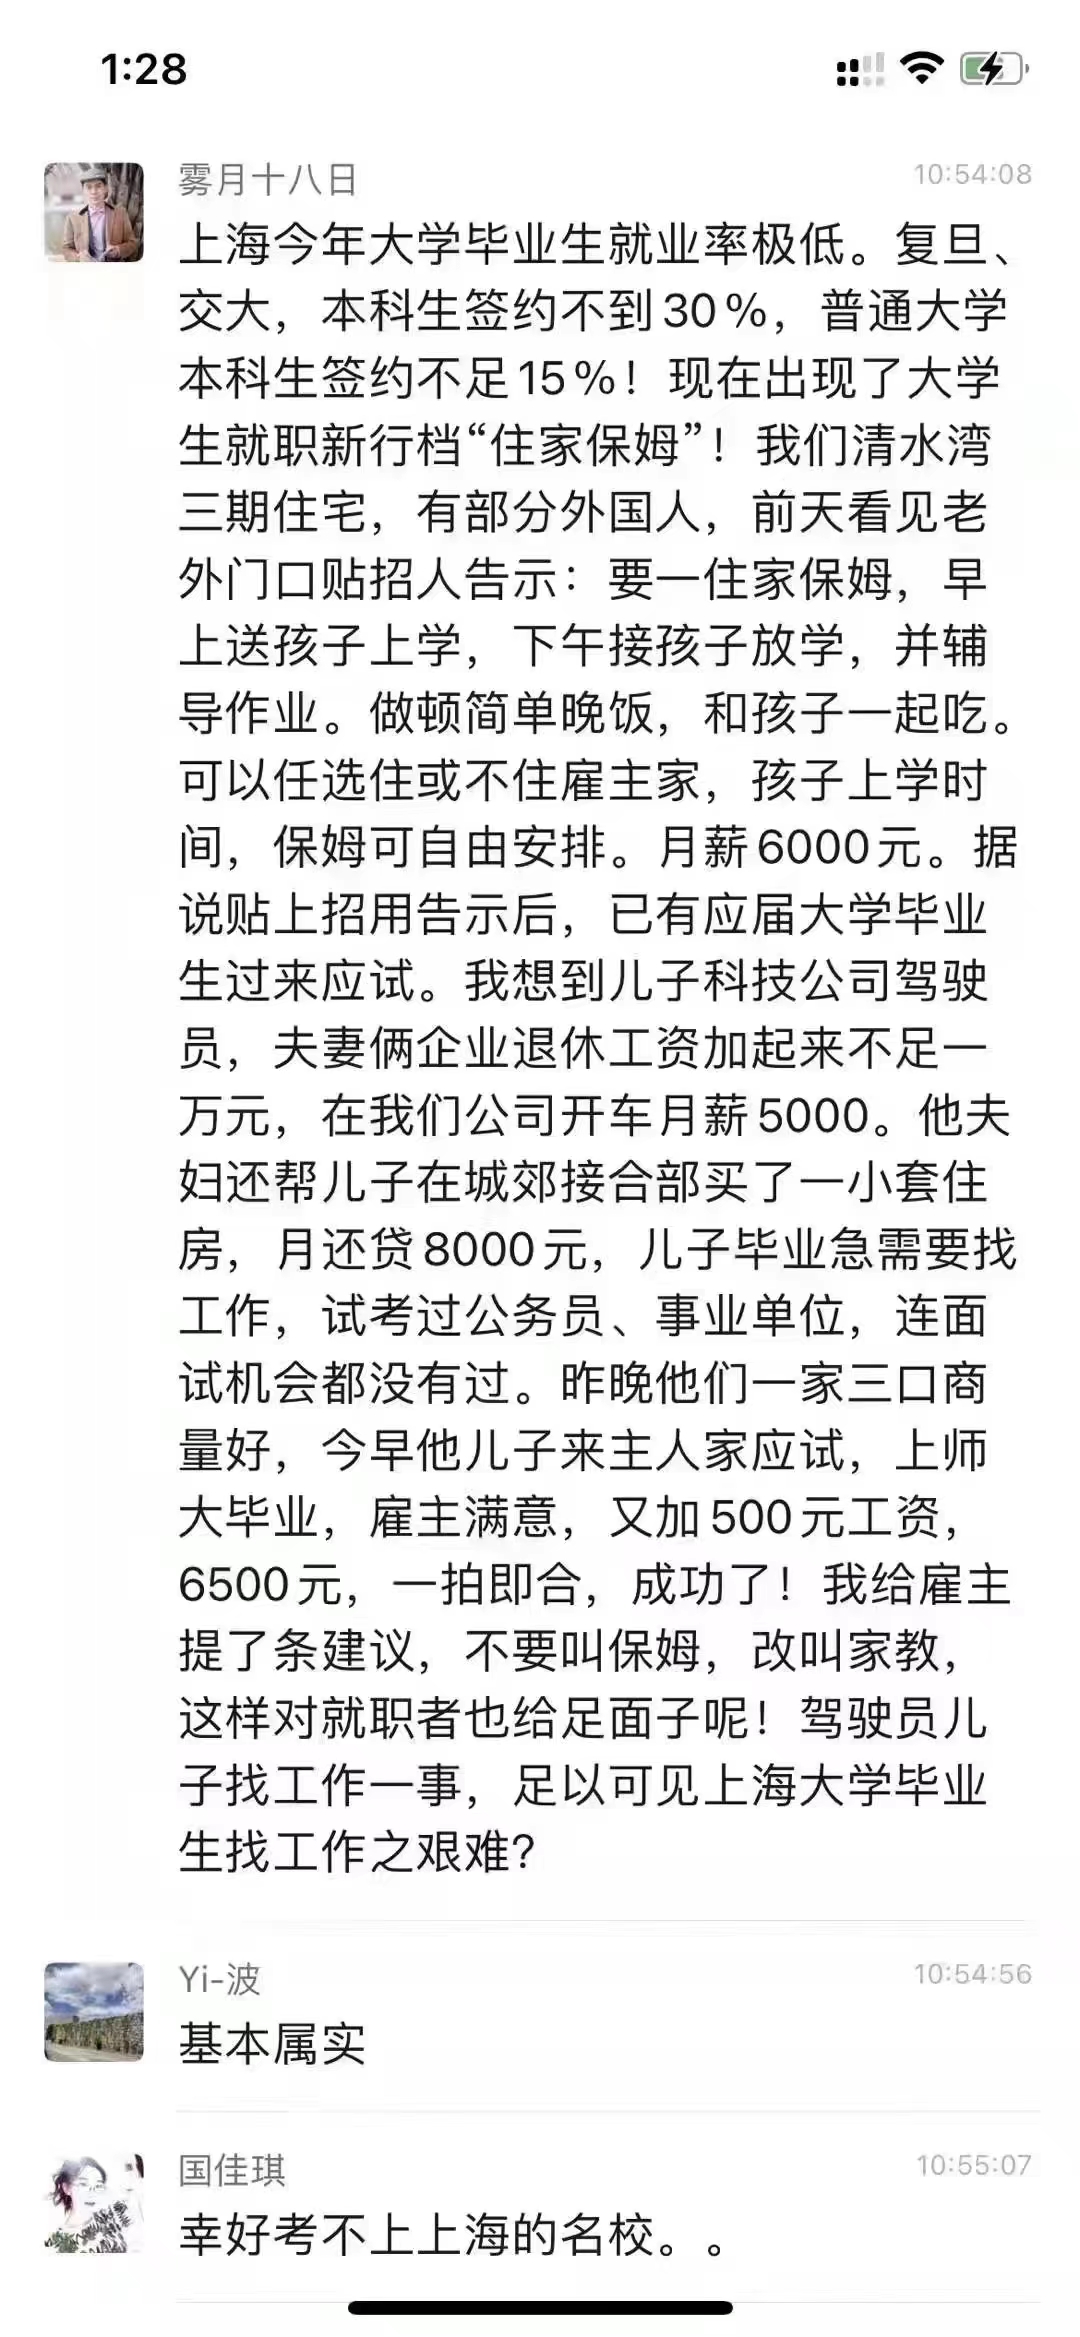 1:28
雾月十八日
10:54:08
上海今年大学毕业生就业率极低。复旦、
交大，本科生签约不到30%，普通大学
本科生签约不足15%！现在出现了大学
生就职新行档“住家保姆”！我们清水湾
三期住宅，有部分外国人，前天看见老
外门口贴招人告示：要一住家保姆，早
上送孩子上学，下午接孩子放学，并辅
导作业。做顿简单晚饭，和孩子一起吃。
可以任选住或不住雇主家，孩子上学时
间，保姆可自由安排。月薪6000元。据
说贴上招用告示后，已有应届大学毕业
生过来应试。我想到儿子科技公司驾驶
员，夫妻俩企业退休工资加起来不足一
万元，在我们公司开车月薪5000。他夫
妇还帮儿子在城郊接合部买了一小套住
房，月还贷8000元，儿子毕业急需要找
工作，试考过公务员、事业单位，连面
试机会都没有过。昨晚他们一家三口商
量好，今早他儿子来主人家应试，上师
大毕业，雇主满意，又加500元工资，
6500元，一拍即合，成功了！我给雇主
提了条建议，不要叫保姆，改叫家教，
这样对就职者也给足面子呢！驾驶员儿
子找工作一事，足以可见上海大学毕业
生找工作之艰难?
Yi-波
10:54:56
基本属实
国佳琪
10:55:07
幸好考不上上海的名校。。